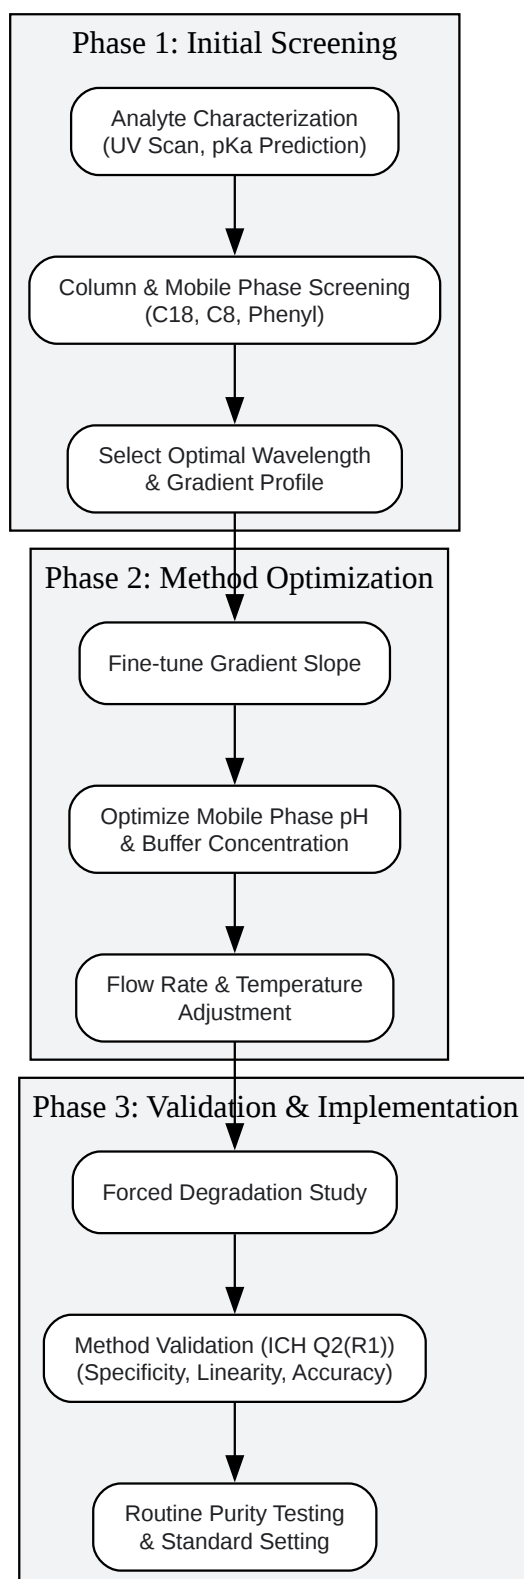 Phase 1: Initial Screening
Analyte Characterization
(UV Scan, pKa Prediction)
Column & Mobile Phase Screening
(C18, C8, Phenyl)
Select Optimal Wavelength
& Gradient Profile
Phase 2: Method Optimization
Fine-tune Gradient Slope
Optimize Mobile Phase pH
& Buffer Concentration
Flow Rate & Temperature
Adjustment
Phase 3: Validation & Implementation
Forced Degradation Study
Method Validation (ICH Q2(R1))
(Specificity, Linearity, Accuracy)
Routine Purity Testing
& Standard Setting